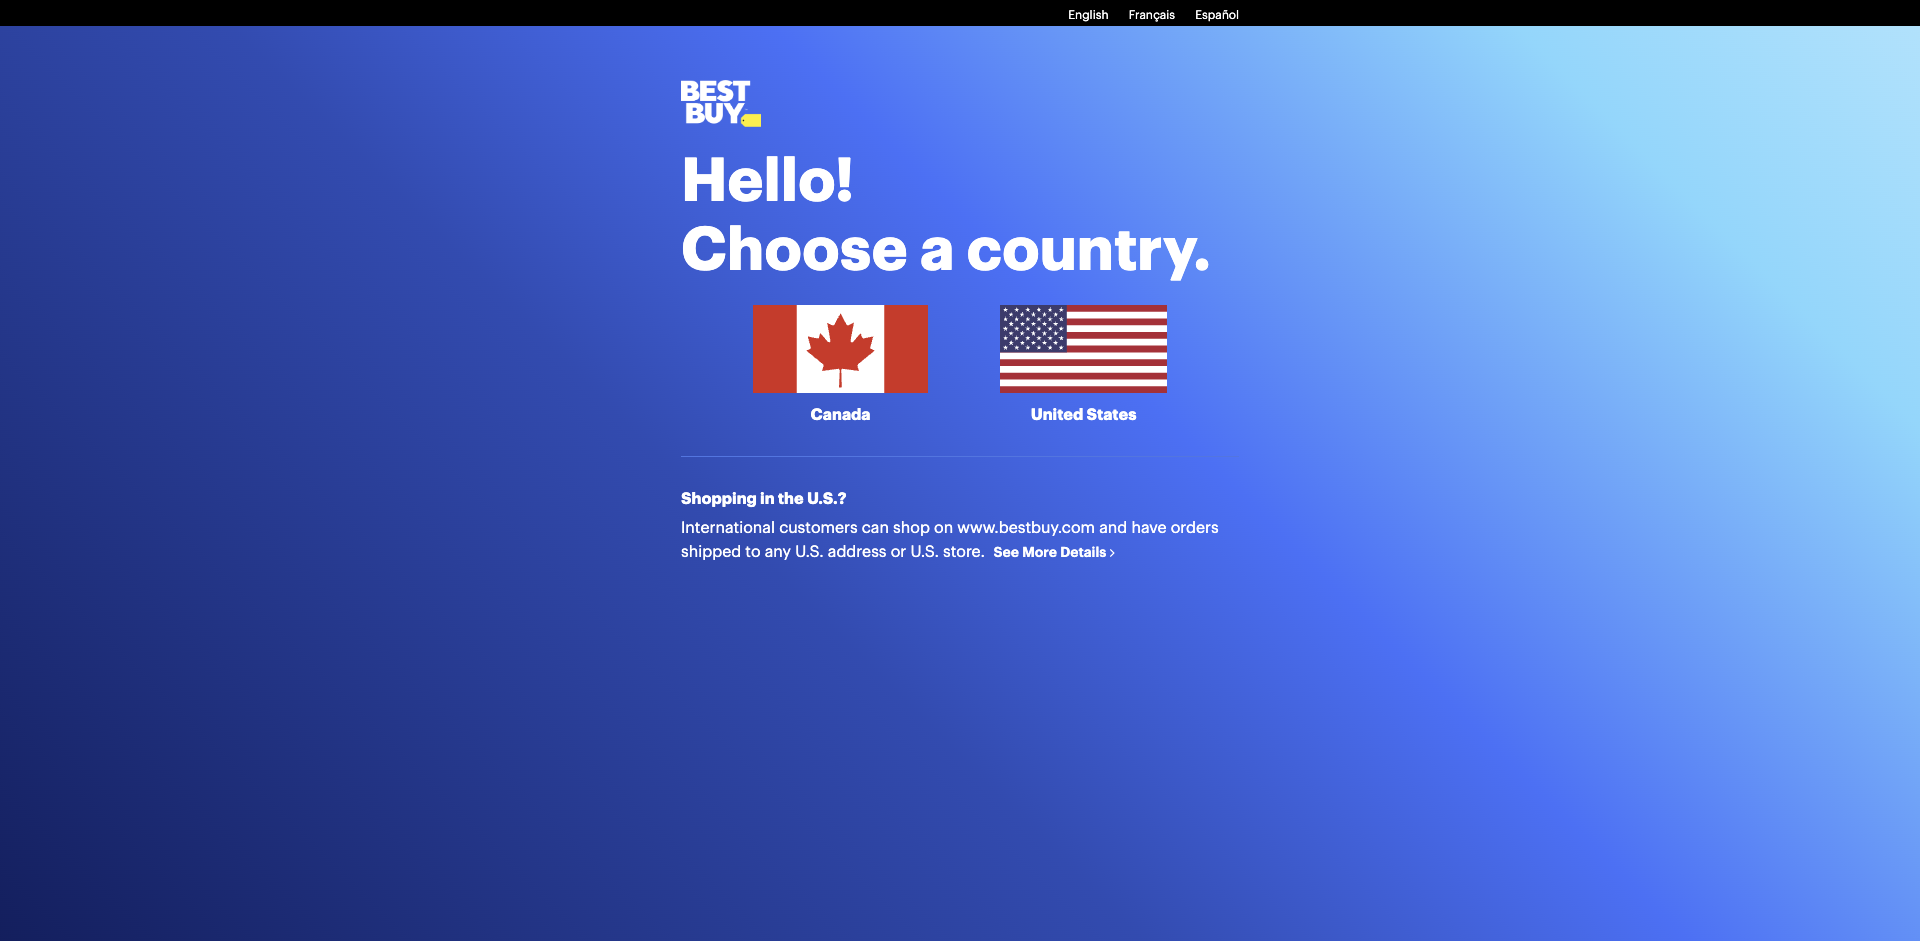 English Français Español
BEST
BUY
Hello!
Choose a country.
Canada United States
Shopping in the U.S.?
International customers can shop on www.bestbuy.com and have orders
shipped to any U.S. address or U.S. store. See More Details